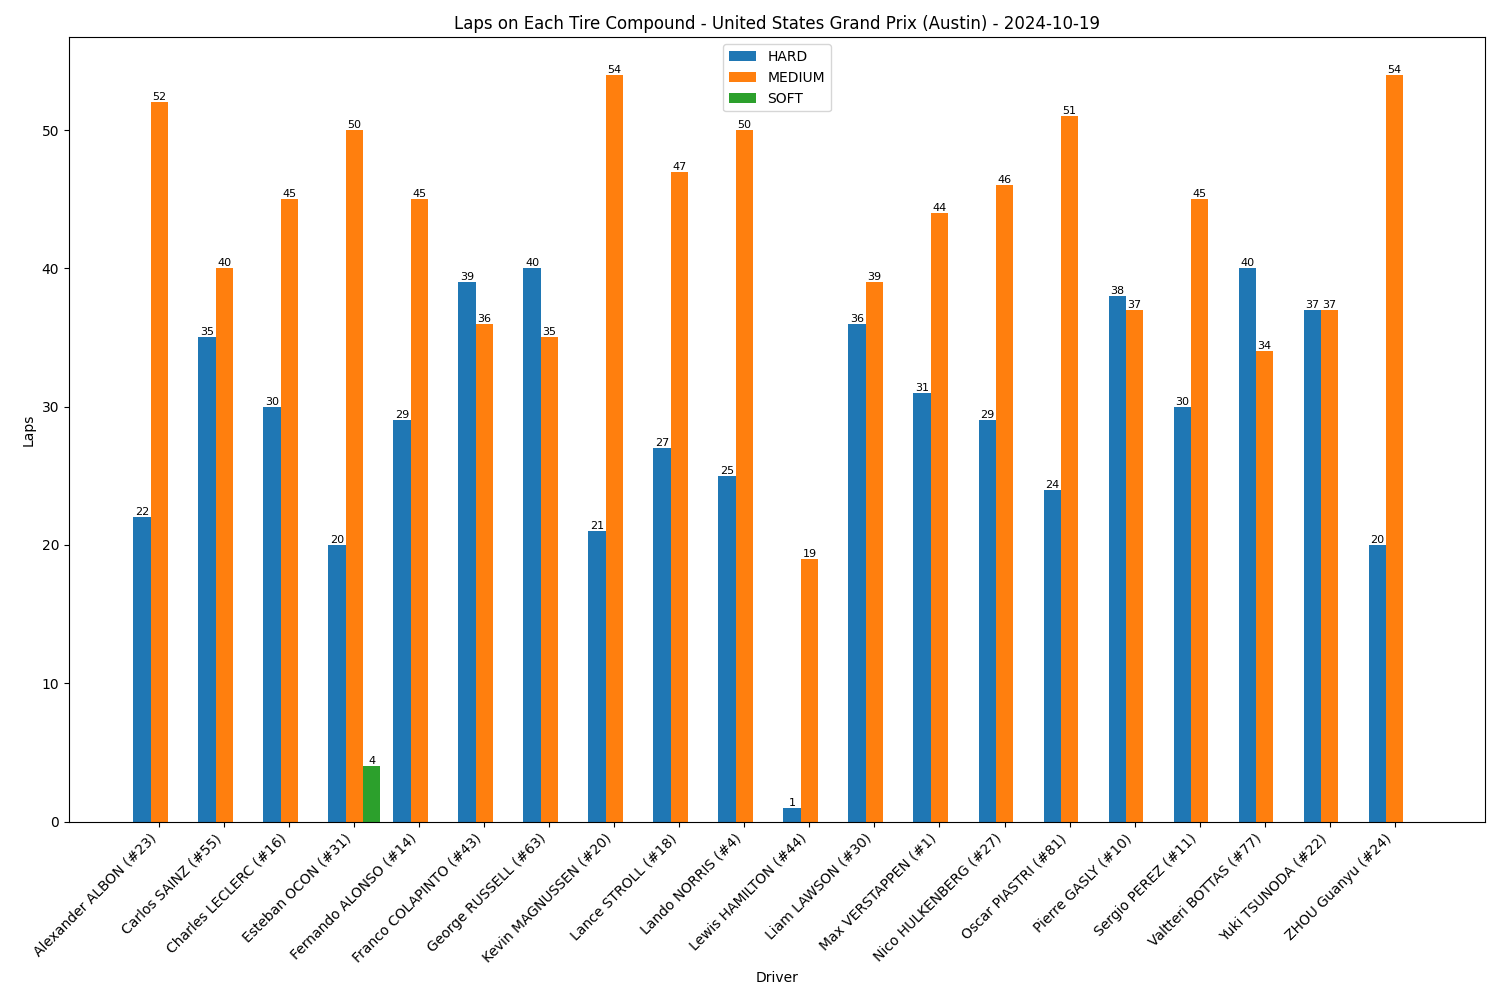 Laps on Each Tire Compound - United States Grand Prix (Austin) - 2024-10-19
HARD
MEDIUM
SOFT
Laps
50
40
30
20
10
0
22 52
35 40
30 45
20 50 4
29 45
39 36
40 35
21 54
27 47
25 50
1 19
36 39
31 44
29 46
24 51
38 37
30 45
40 34
37 37
20 54
Alexander ALBON (#23)
Carlos SAINZ (#55)
Charles LECLERC (#16)
Esteban OCON (#31)
Fernando ALONSO (#14)
Franco COLAPINTO (#43)
George RUSSELL (#63)
Kevin MAGNUSSEN (#20)
Lance STROLL (#18)
Lando NORRIS (#4)
Lewis HAMILTON (#44)
Liam LAWSON (#30)
Max VERSTAPPEN (#1)
Nico HULKENBERG (#27)
Oscar PIASTRI (#81)
Pierre GASLY (#10)
Sergio PEREZ (#11)
Valtteri BOTTAS (#77)
Yuki TSUNODA (#22)
ZHOU Guanyu (#24)
Driver